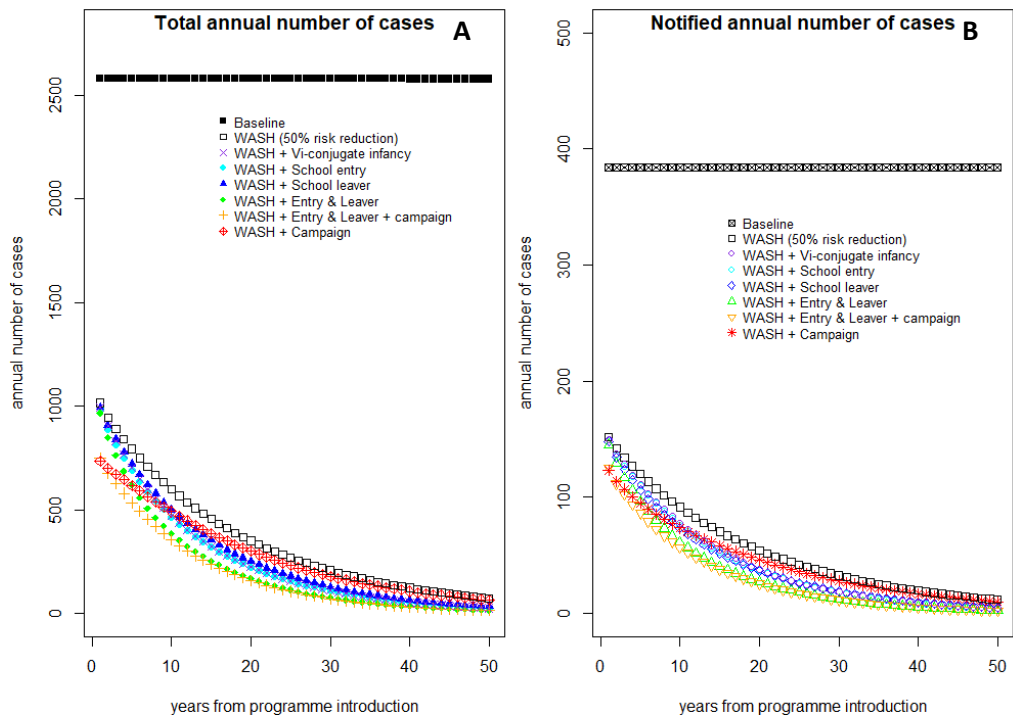 Total annual number of cases
A
annual number of cases
2500
2000
1500
1000
500
0
Baseline
WASH (50% risk reduction)
WASH + Vi-conjugate infancy
WASH + School entry
WASH + School leaver
WASH + Entry & Leaver
WASH + Entry & Leaver + campaign
WASH + Campaign
0 10 20 30 40 50
years from programme introduction
Notified annual number of cases
B
annual number of cases
500
400
300
200
100
0
Baseline
WASH (50% risk reduction)
WASH + Vi-conjugate infancy
WASH + School entry
WASH + School leaver
WASH + Entry & Leaver
WASH + Entry & Leaver + campaign
WASH + Campaign
0 10 20 30 40 50
years from programme introduction